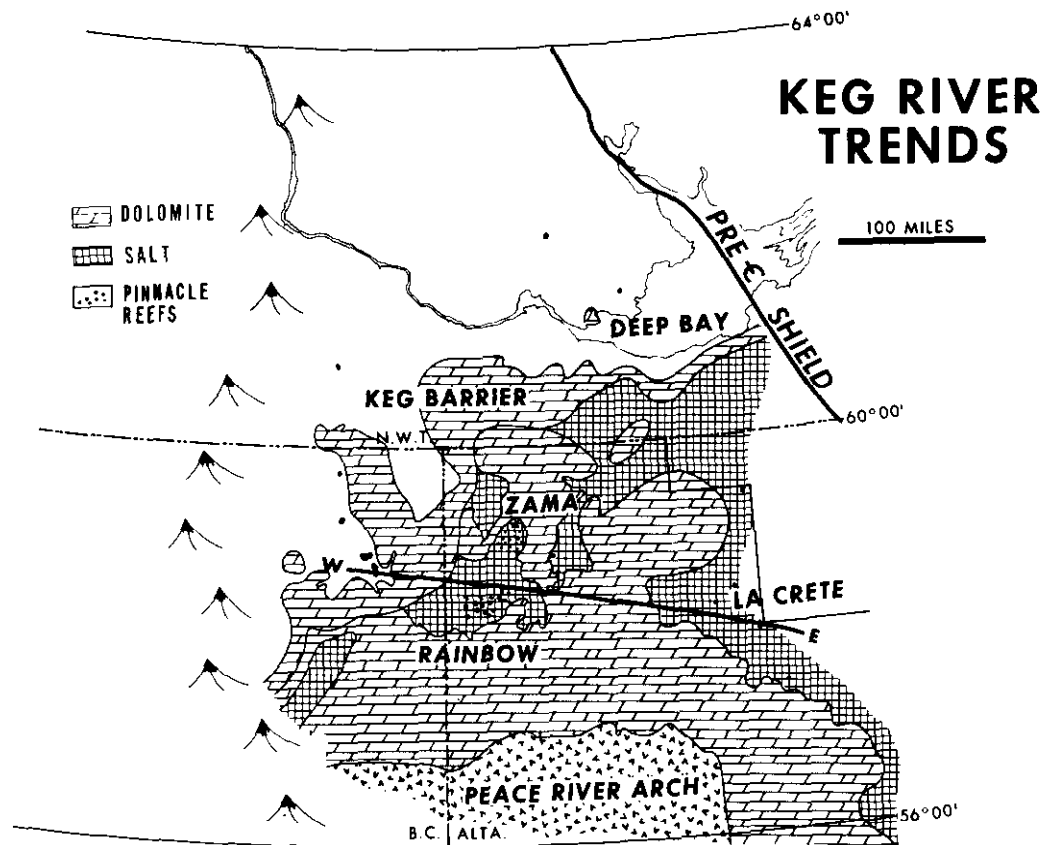 64°00'
KEG RIVER
TRENDS
DOLOMITE
SALT
PINNACLE
REEFS
100 MILES
PRE-Є SHIELD
DEEP BAY
KEG BARRIER
60°00'
N.W.T.
ZAMA
W
LA CRETE
E
RAINBOW
PEACE RIVER ARCH
56°00'
B.C. ALTA.